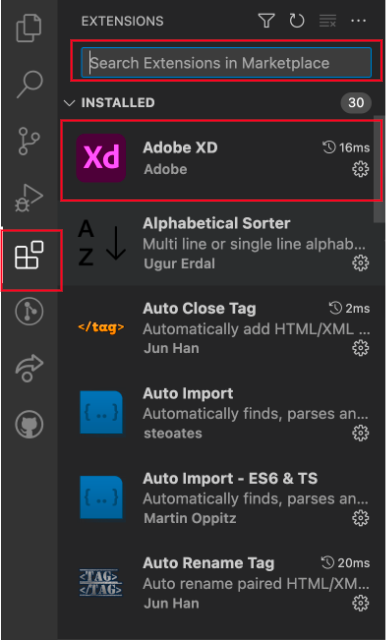 EXTENSIONS
Search Extensions in Marketplace
INSTALLED 30
Xd
Adobe XD 16ms
Adobe
A
Z
Alphabetical Sorter
Multi line or single line alphab...
Ugur Erdal
</tag>
Auto Close Tag 2ms
Automatically add HTML/XML ...
Jun Han
{..}
Auto Import
Automatically finds, parses an...
steoates
{..}
Auto Import - ES6 & TS
Automatically finds, parses an...
Martin Oppitz
<TAG>
</TAG>
Auto Rename Tag 20ms
Auto rename paired HTML/XM...
Jun Han